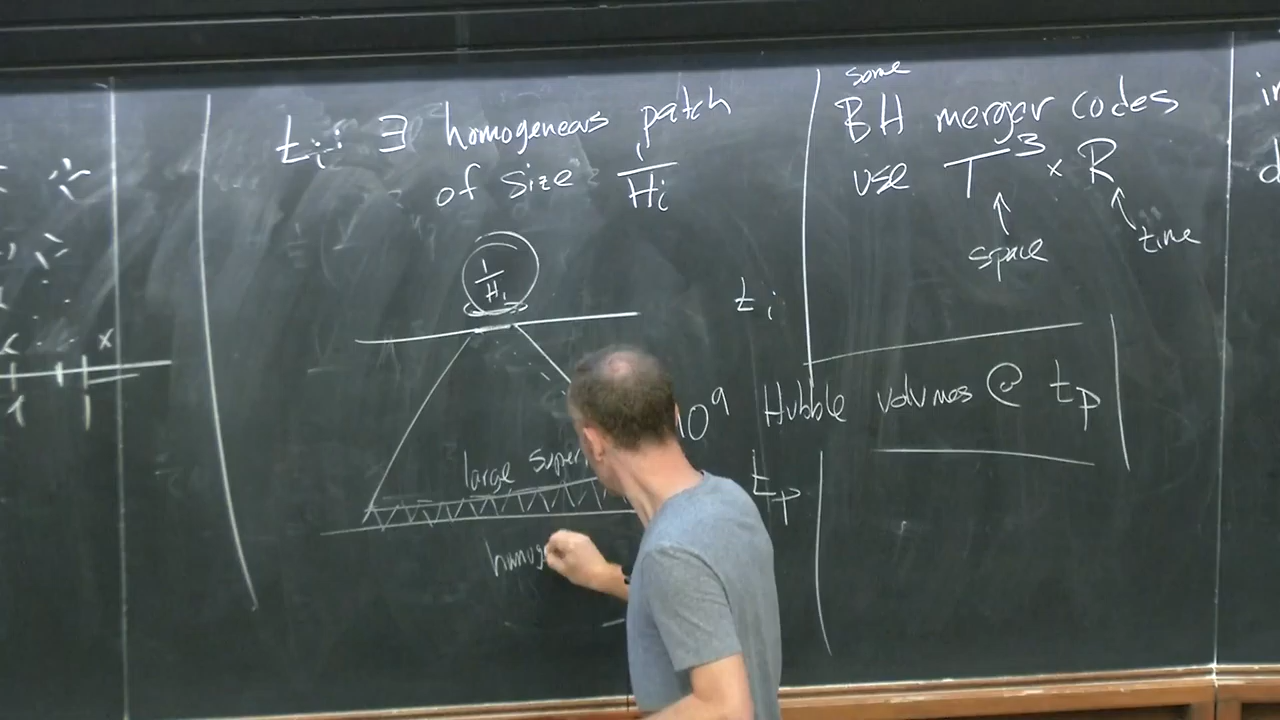 t_i: ∃ homogeneous patch
of size 1/H_i
1/H_i
t_i
large super
t_p
homog
some
BH merger codes
use T³ × R
↑ ↑
space time
10⁹ Hubble volumes @ t_p